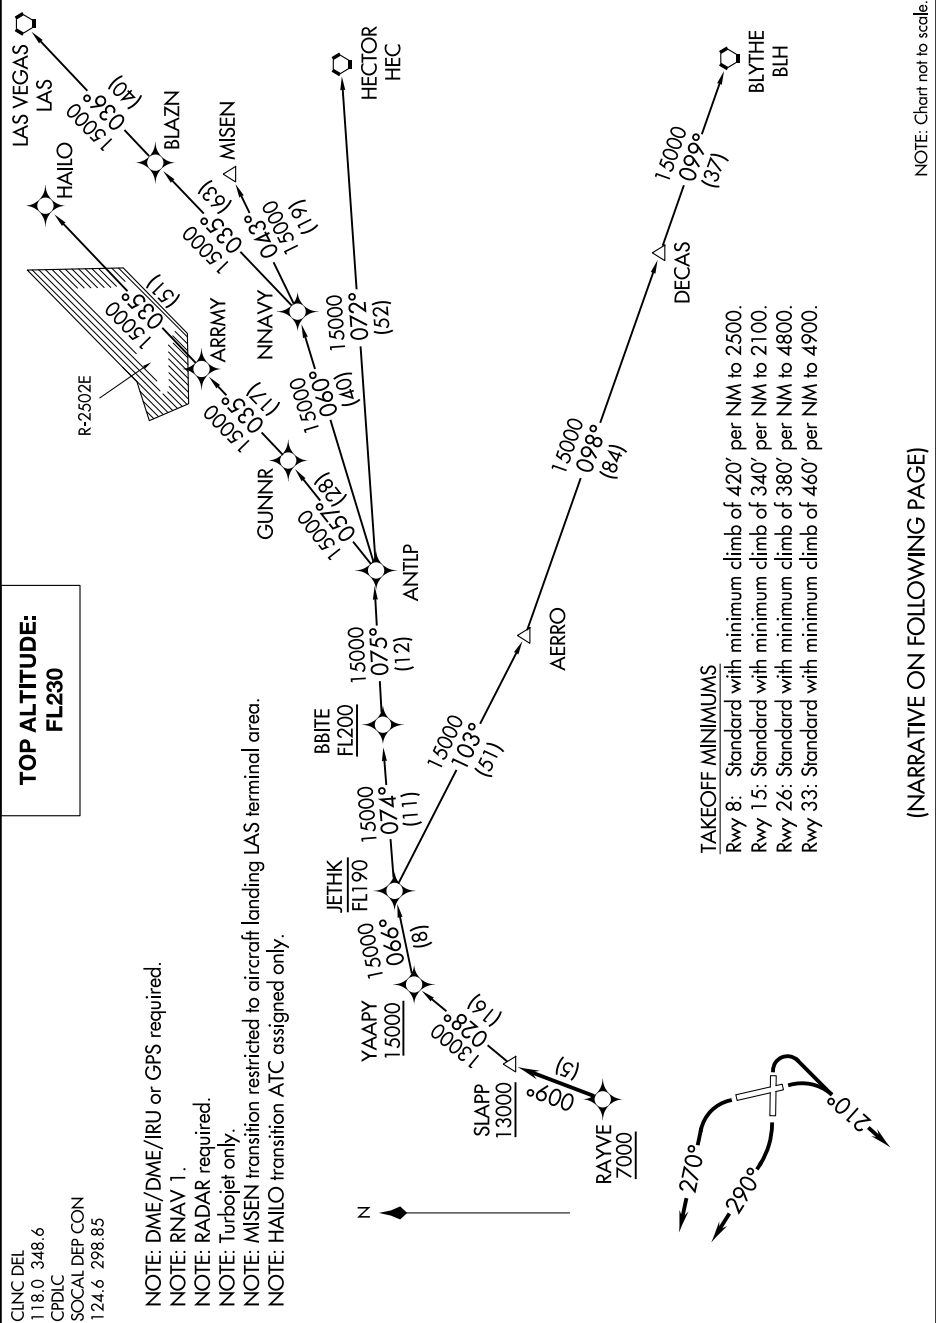 CLNC DEL
118.0 348.6
CPDLC
SOCAL DEP CON
124.6 298.85
TOP ALTITUDE:
FL230
NOTE: DME/DME/IRU or GPS required.
NOTE: RNAV 1.
NOTE: RADAR required.
NOTE: Turbojet only.
NOTE: MISEN transition restricted to aircraft landing LAS terminal area.
NOTE: HAILO transition ATC assigned only.
LAS VEGAS
LAS
15000
036°
(40)
HAILO
BLAZN
MISEN
15000
035°
(63)
043°
15000
(19)
R-2502E
15000
035°
(51)
ARRMY
NNAVY
15000
035°
(17)
GUNNR
15000
057°
(28)
15000
060°
(40)
HECTOR
HEC
15000
072°
(52)
ANTLP
15000
075°
(12)
BBITE
FL200
15000
074°
(11)
JETHK
FL190
15000
066°
(8)
YAAPY
15000
13000
028°
(16)
SLAPP
13000
009°
(5)
RAYVE
7000
15000
103°
(51)
AERRO
15000
098°
(84)
DECAS
15000
099°
(37)
BLYTHE
BLH
N
270°
290°
210°
TAKEOFF MINIMUMS
Rwy 8: Standard with minimum climb of 420' per NM to 2500.
Rwy 15: Standard with minimum climb of 340' per NM to 2100.
Rwy 26: Standard with minimum climb of 380' per NM to 4800.
Rwy 33: Standard with minimum climb of 460' per NM to 4900.
(NARRATIVE ON FOLLOWING PAGE)
NOTE: Chart not to scale.